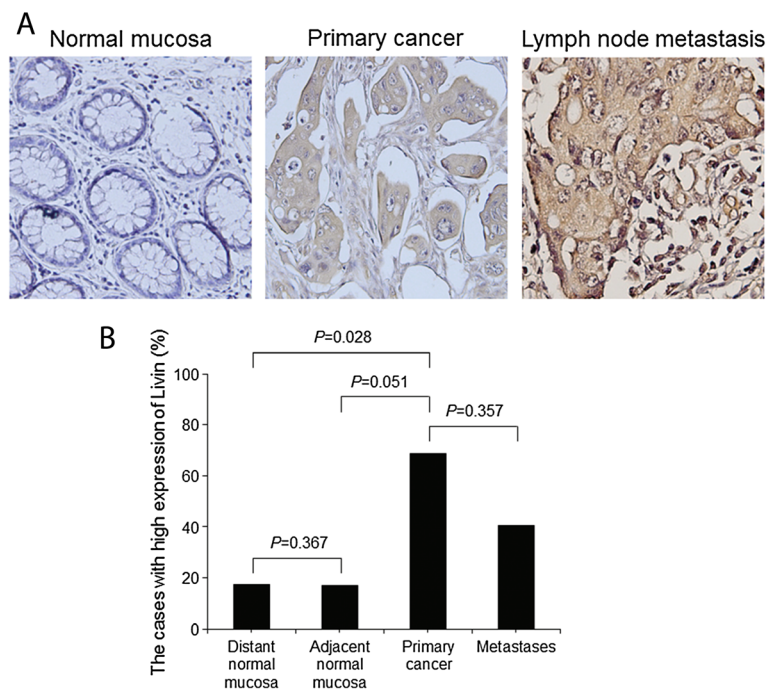 A
Normal mucosa
Primary cancer
Lymph node metastasis
B
The cases with high expression of Livin (%)
100
80
60
40
20
0
P=0.028
P=0.051
P=0.357
P=0.367
Distant
normal
mucosa
Adjacent
normal
mucosa
Primary
cancer
Metastases